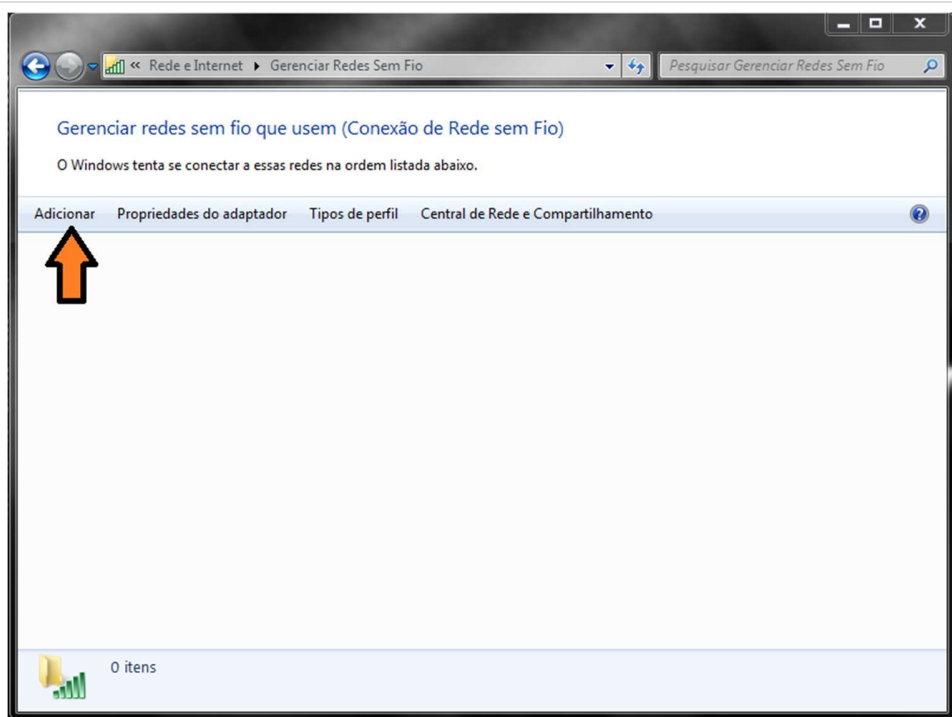 « Rede e Internet ▸ Gerenciar Redes Sem Fio
Pesquisar Gerenciar Redes Sem Fio
Gerenciar redes sem fio que usem (Conexão de Rede sem Fio)
O Windows tenta se conectar a essas redes na ordem listada abaixo.
Adicionar Propriedades do adaptador Tipos de perfil Central de Rede e Compartilhamento
0 itens